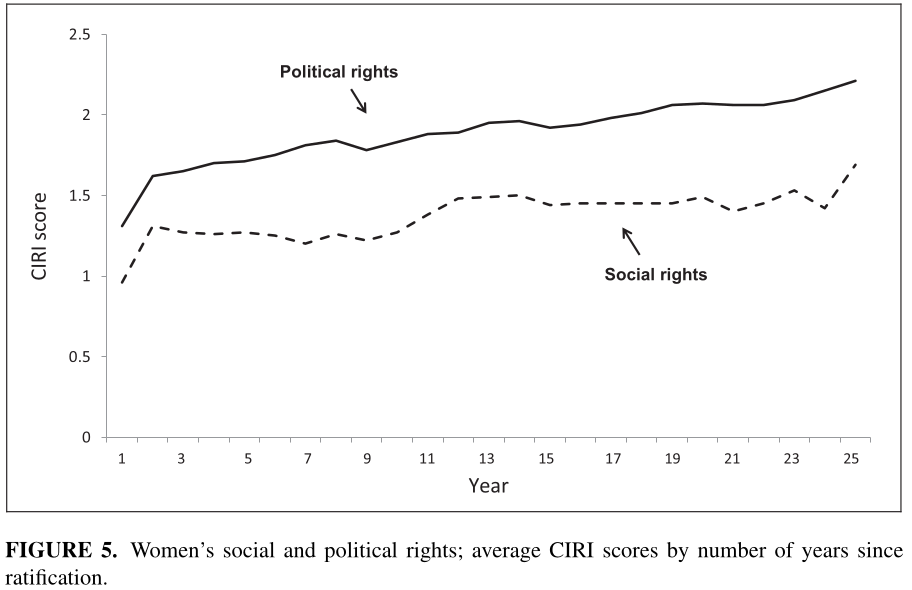 2.5
Political rights
2
1.5
CIRI score
1
Social rights
0.5
0
1 3 5 7 9 11 13 15 17 19 21 23 25
Year
FIGURE 5. Women's social and political rights; average CIRI scores by number of years since
ratification.